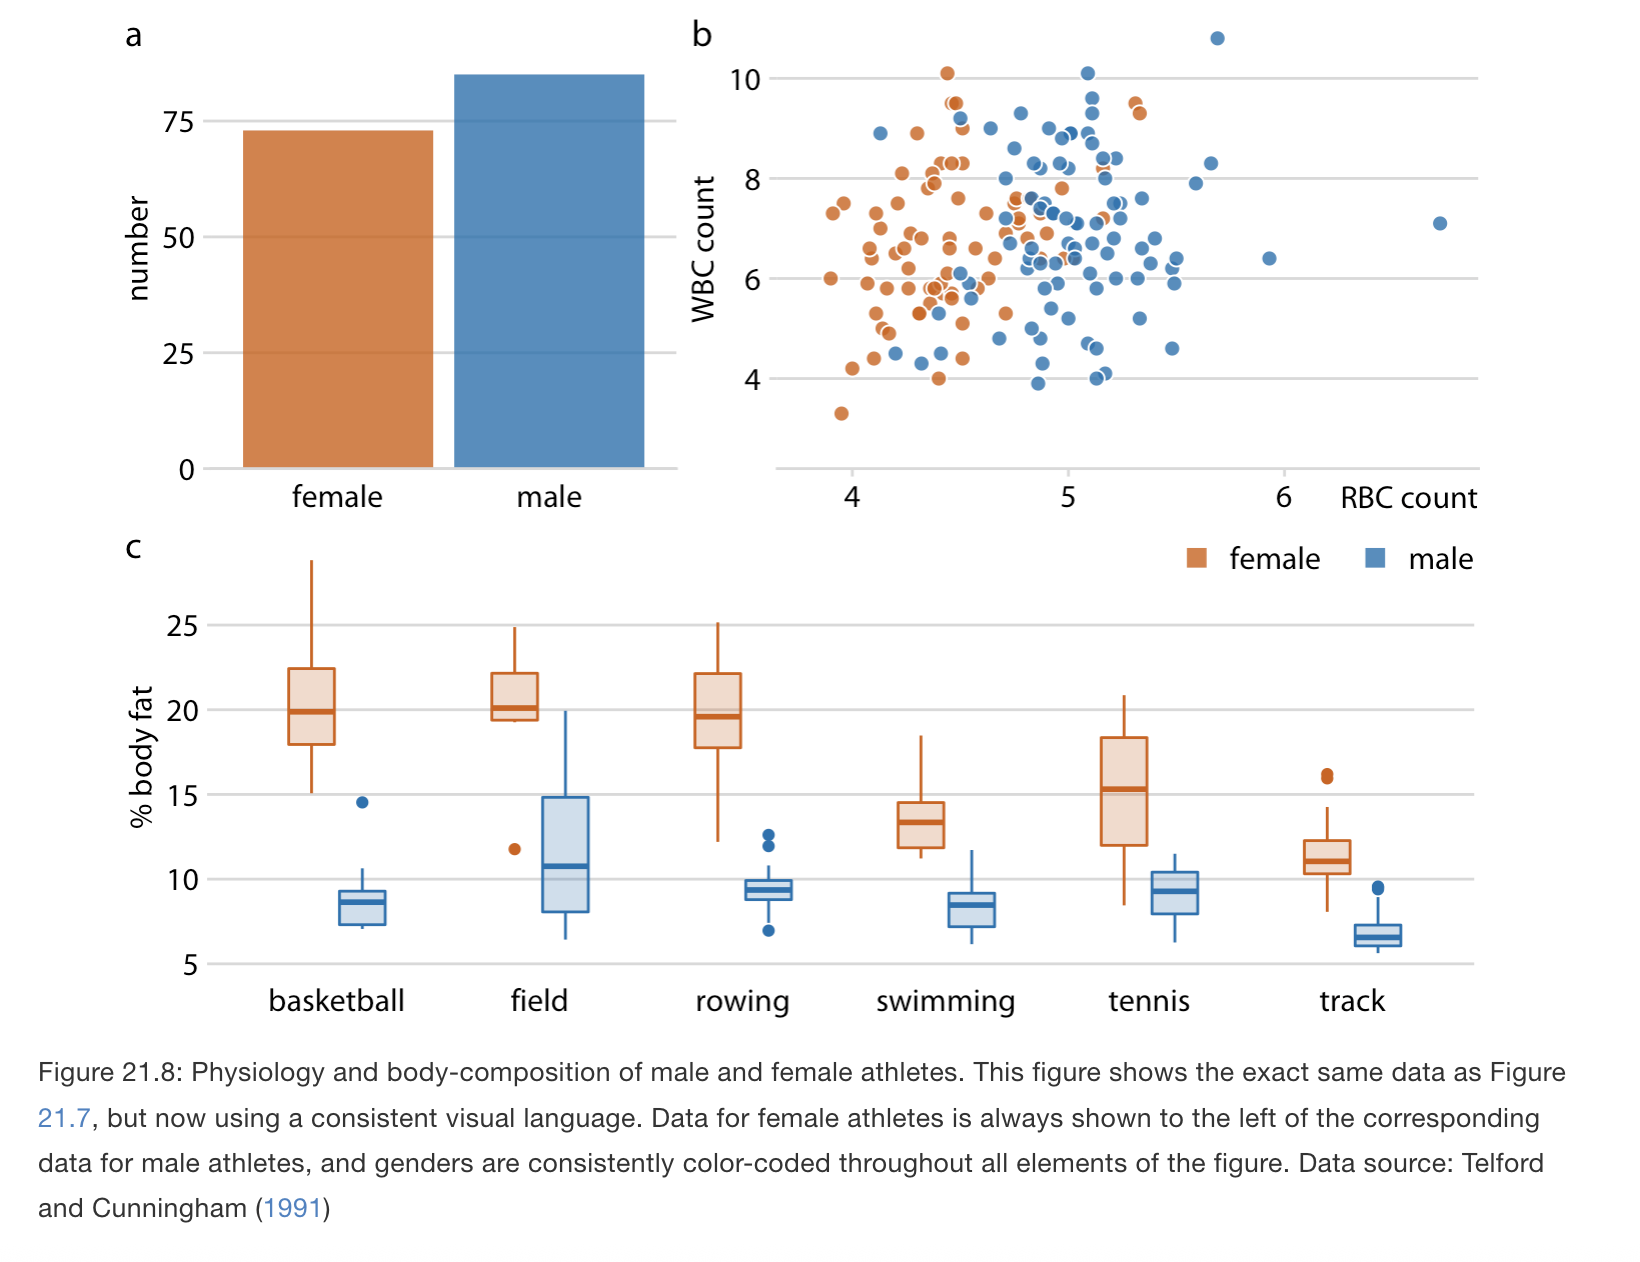 a
75
50
25
0
number
female male
b
10
8
6
4
WBC count
4 5 6 RBC count
c
female male
25
20
15
10
5
% body fat
basketball field rowing swimming tennis track
Figure 21.8: Physiology and body-composition of male and female athletes. This figure shows the exact same data as Figure
21.7, but now using a consistent visual language. Data for female athletes is always shown to the left of the corresponding
data for male athletes, and genders are consistently color-coded throughout all elements of the figure. Data source: Telford
and Cunningham (1991)